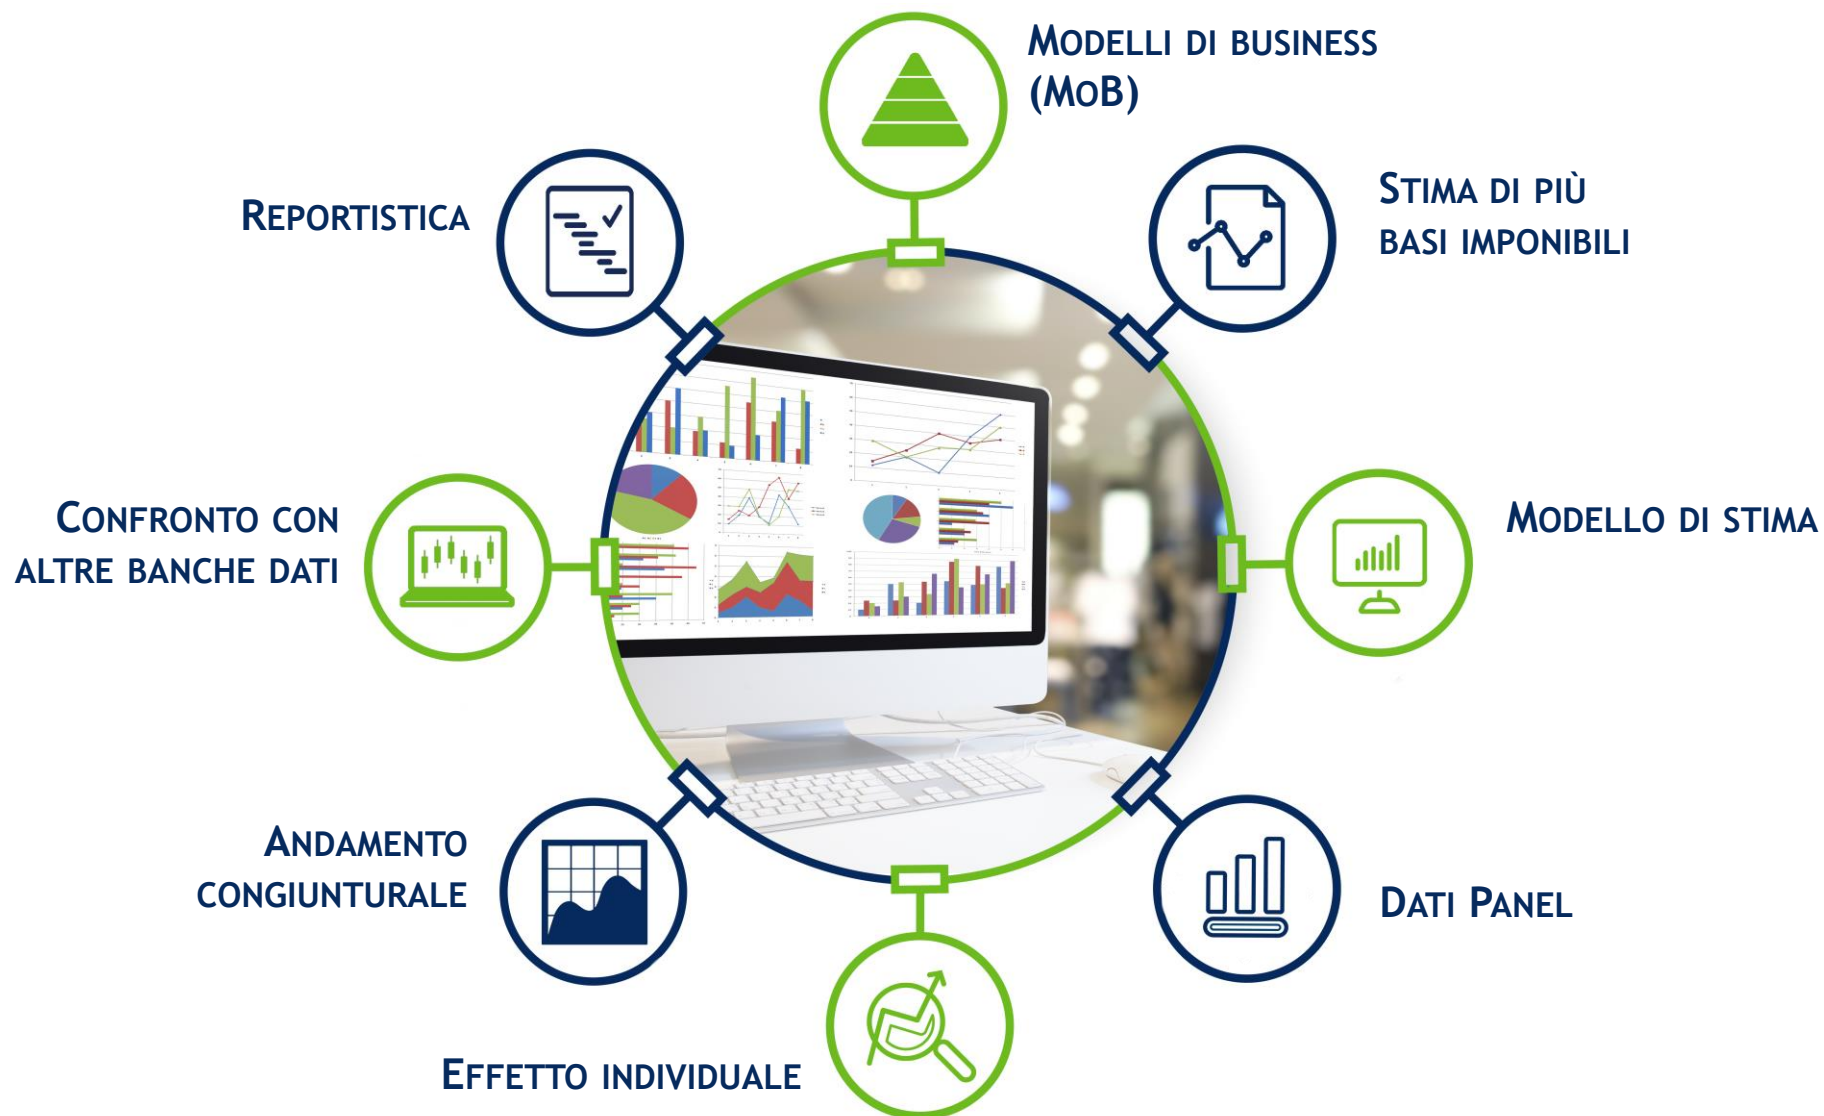 MODELLI DI BUSINESS
(MOB)
STIMA DI PIÙ
BASI IMPONIBILI
MODELLO DI STIMA
DATI PANEL
EFFETTO INDIVIDUALE
ANDAMENTO
CONGIUNTURALE
CONFRONTO CON
ALTRE BANCHE DATI
REPORTISTICA